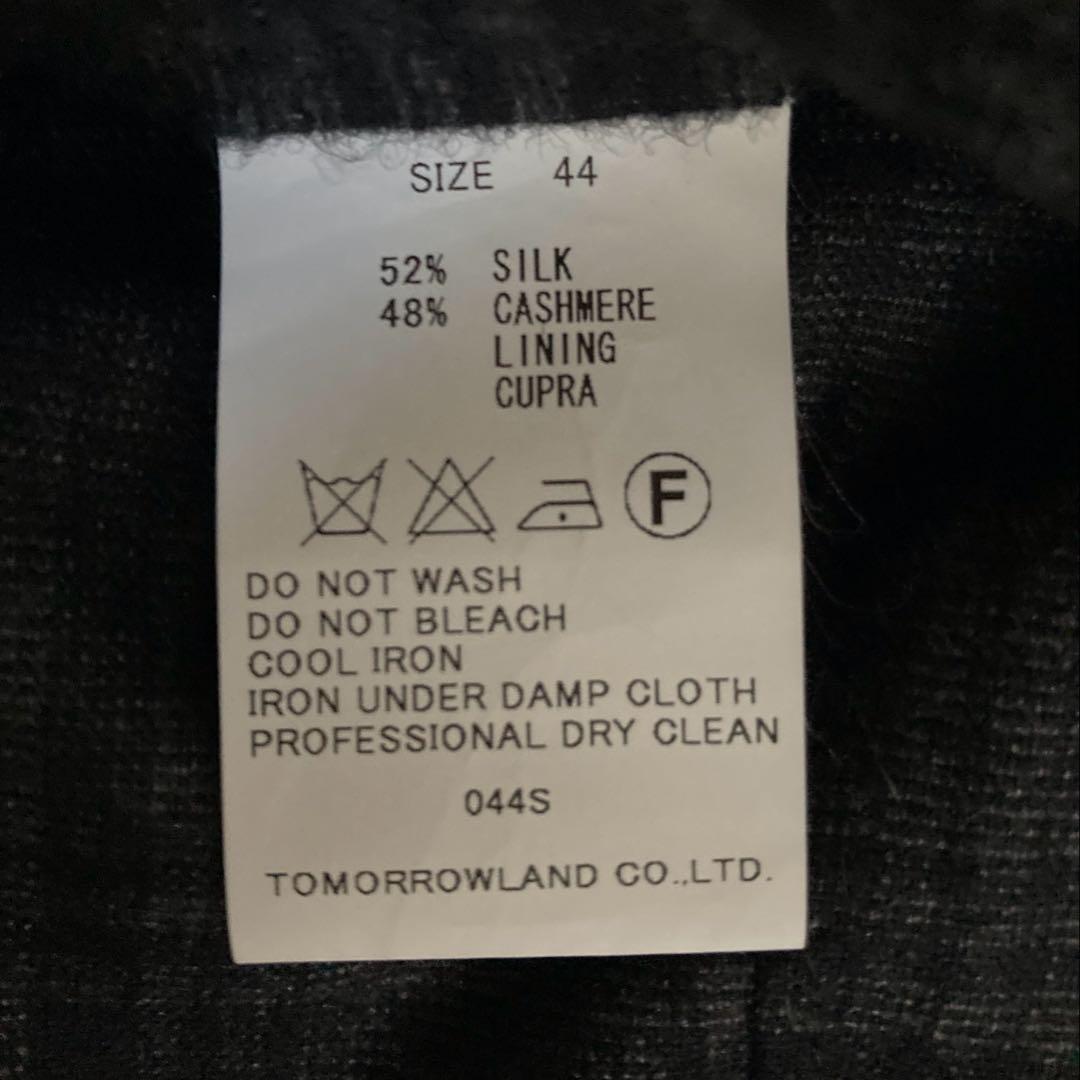 SIZE 44
52% SILK
48% CASHMERE
LINING
CUPRA
F
DO NOT WASH
DO NOT BLEACH
COOL IRON
IRON UNDER DAMP CLOTH
PROFESSIONAL DRY CLEAN
044S
TOMORROWLAND CO.,LTD.